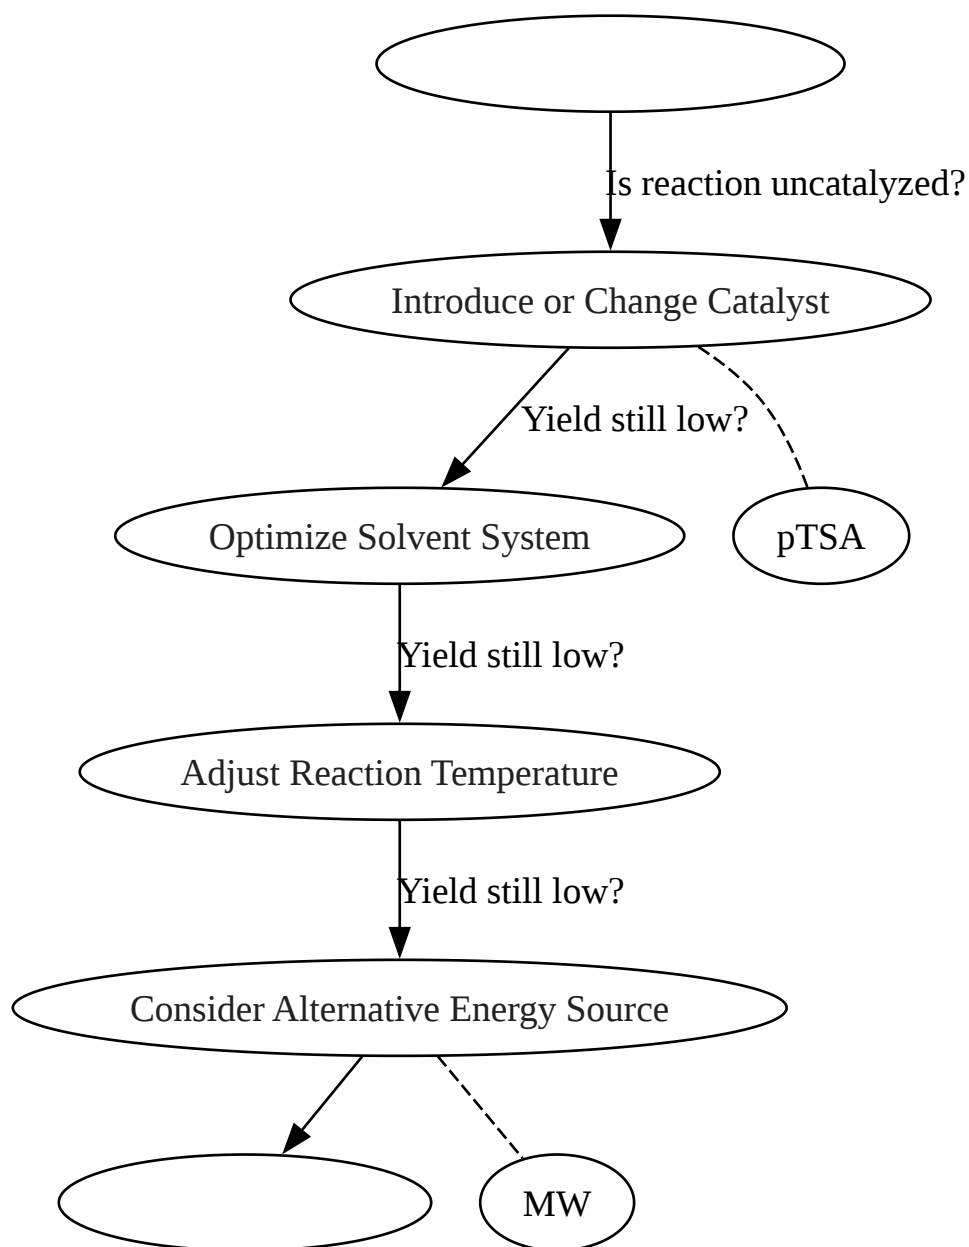 Is reaction uncatalyzed?
Introduce or Change Catalyst
Yield still low?
Optimize Solvent System
pTSA
Yield still low?
Adjust Reaction Temperature
Yield still low?
Consider Alternative Energy Source
MW